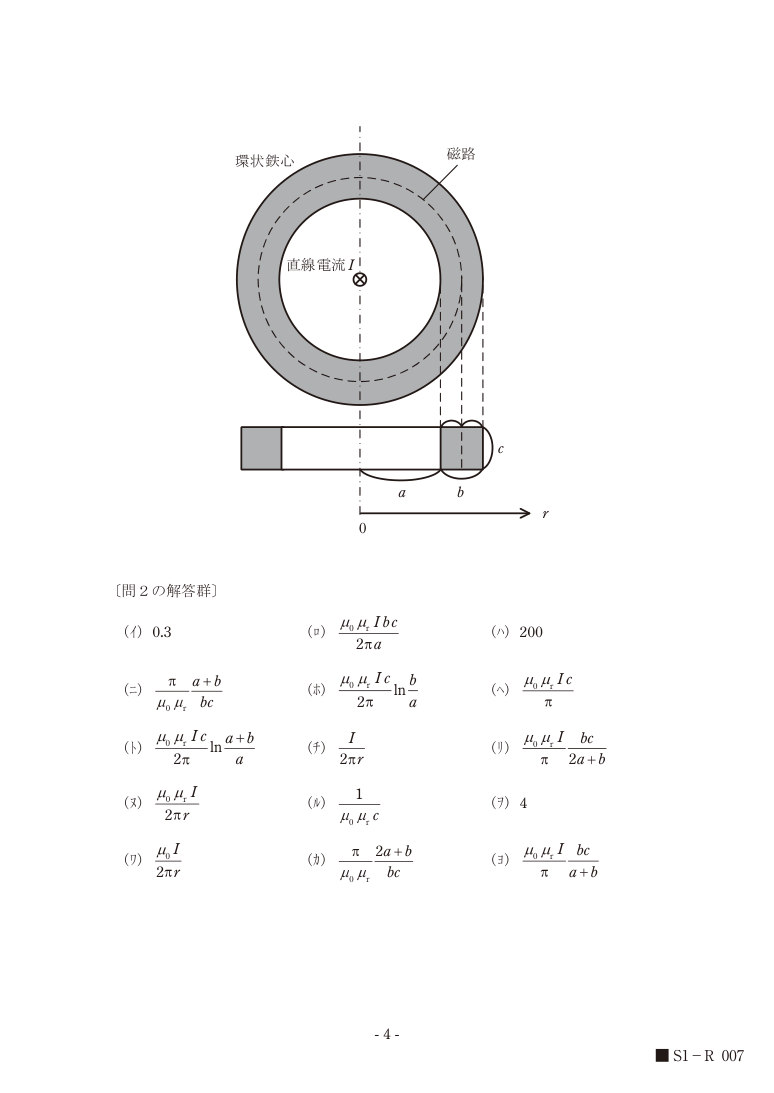 環状鉄心
磁路
直線電流 I
c
a
b
r
0
〔問２の解答群〕
(ｲ) 0.3 (ﾛ) μ₀ μᵣ I b c / 2π a (ﾊ) 200
(ﾆ) π / μ₀ μᵣ a + b / bc (ﾎ) μ₀ μᵣ I c / 2π ln b / a (ﾍ) μ₀ μᵣ I c / π
(ﾄ) μ₀ μᵣ I c / 2π ln a + b / a (ﾁ) I / 2π r (ﾘ) μ₀ μᵣ I / π bc / 2a + b
(ﾇ) μ₀ μᵣ I / 2π r (ﾙ) 1 / μ₀ μᵣ c (ｦ) 4
(ﾜ) μ₀ I / 2π r (ｶ) π / μ₀ μᵣ 2a + b / bc (ﾖ) μ₀ μᵣ I / π bc / a + b
- 4 -
■ S1－R 007